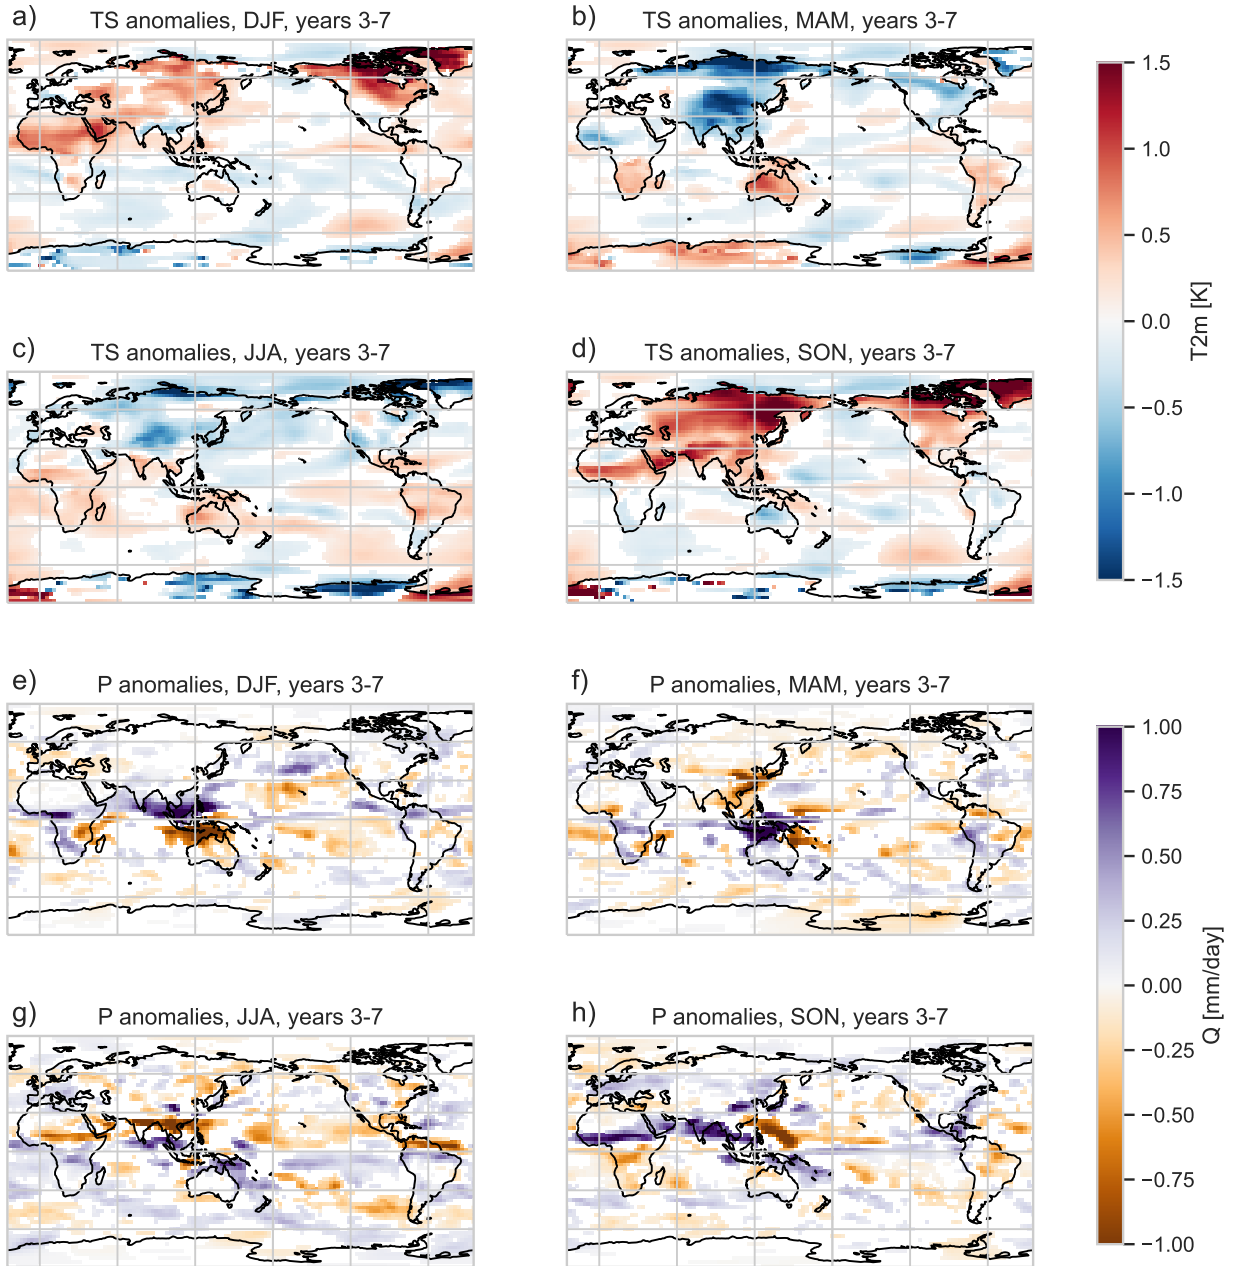 a) TS anomalies, DJF, years 3-7
b) TS anomalies, MAM, years 3-7
c) TS anomalies, JJA, years 3-7
d) TS anomalies, SON, years 3-7
1.5
1.0
0.5
0.0
−0.5
−1.0
−1.5
T2m [K]
e) P anomalies, DJF, years 3-7
f) P anomalies, MAM, years 3-7
g) P anomalies, JJA, years 3-7
h) P anomalies, SON, years 3-7
1.00
0.75
0.50
0.25
0.00
−0.25
−0.50
−0.75
−1.00
Q [mm/day]